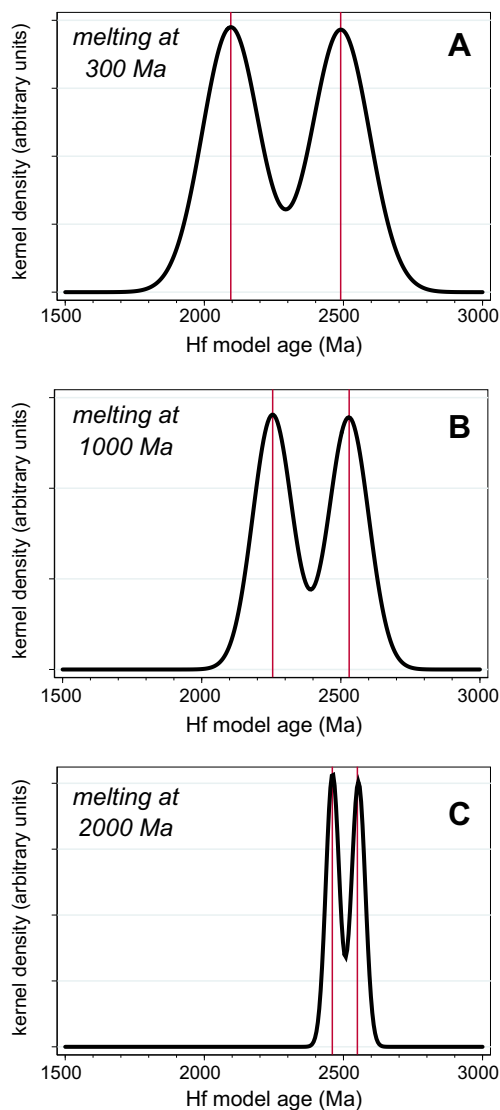 melting at
300 Ma
A
kernel density (arbitrary units)
1500 2000 2500 3000
Hf model age (Ma)
melting at
1000 Ma
B
kernel density (arbitrary units)
1500 2000 2500 3000
Hf model age (Ma)
melting at
2000 Ma
C
kernel density (arbitrary units)
1500 2000 2500 3000
Hf model age (Ma)